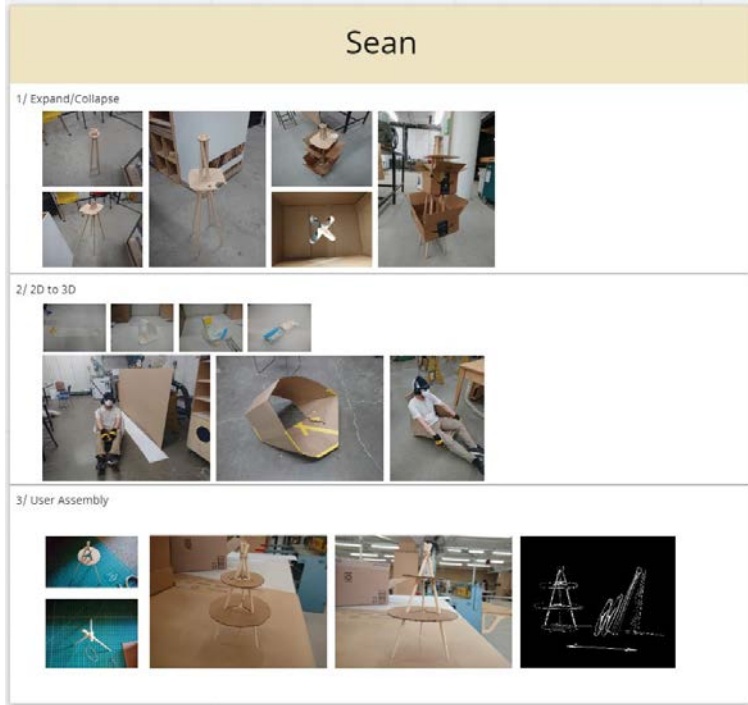 Sean
1/ Expand/Collapse
2/ 2D to 3D
3/ User Assembly